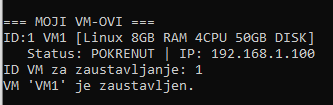 === MOJI VM-OVI ===
ID:1 VM1 [Linux 8GB RAM 4CPU 50GB DISK]
Status: POKRENUT | IP: 192.168.1.100
ID VM za zaustavljanje: 1
VM 'VM1' je zaustavljen.